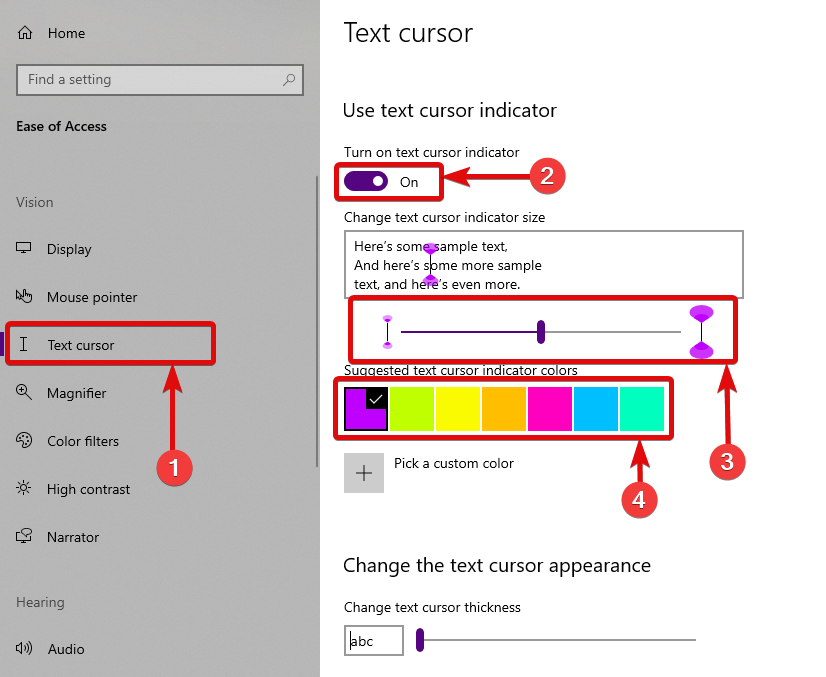 Home
Find a setting
Ease of Access
Vision
Display
Mouse pointer
Text cursor
Magnifier
Color filters
High contrast
Narrator
Hearing
Audio
1
Text cursor
Use text cursor indicator
Turn on text cursor indicator
On
2
Change text cursor indicator size
Here's some sample text,
And here's some more sample
text, and here's even more.
Suggested text cursor indicator colors
3
Pick a custom color
4
Change the text cursor appearance
Change text cursor thickness
abc